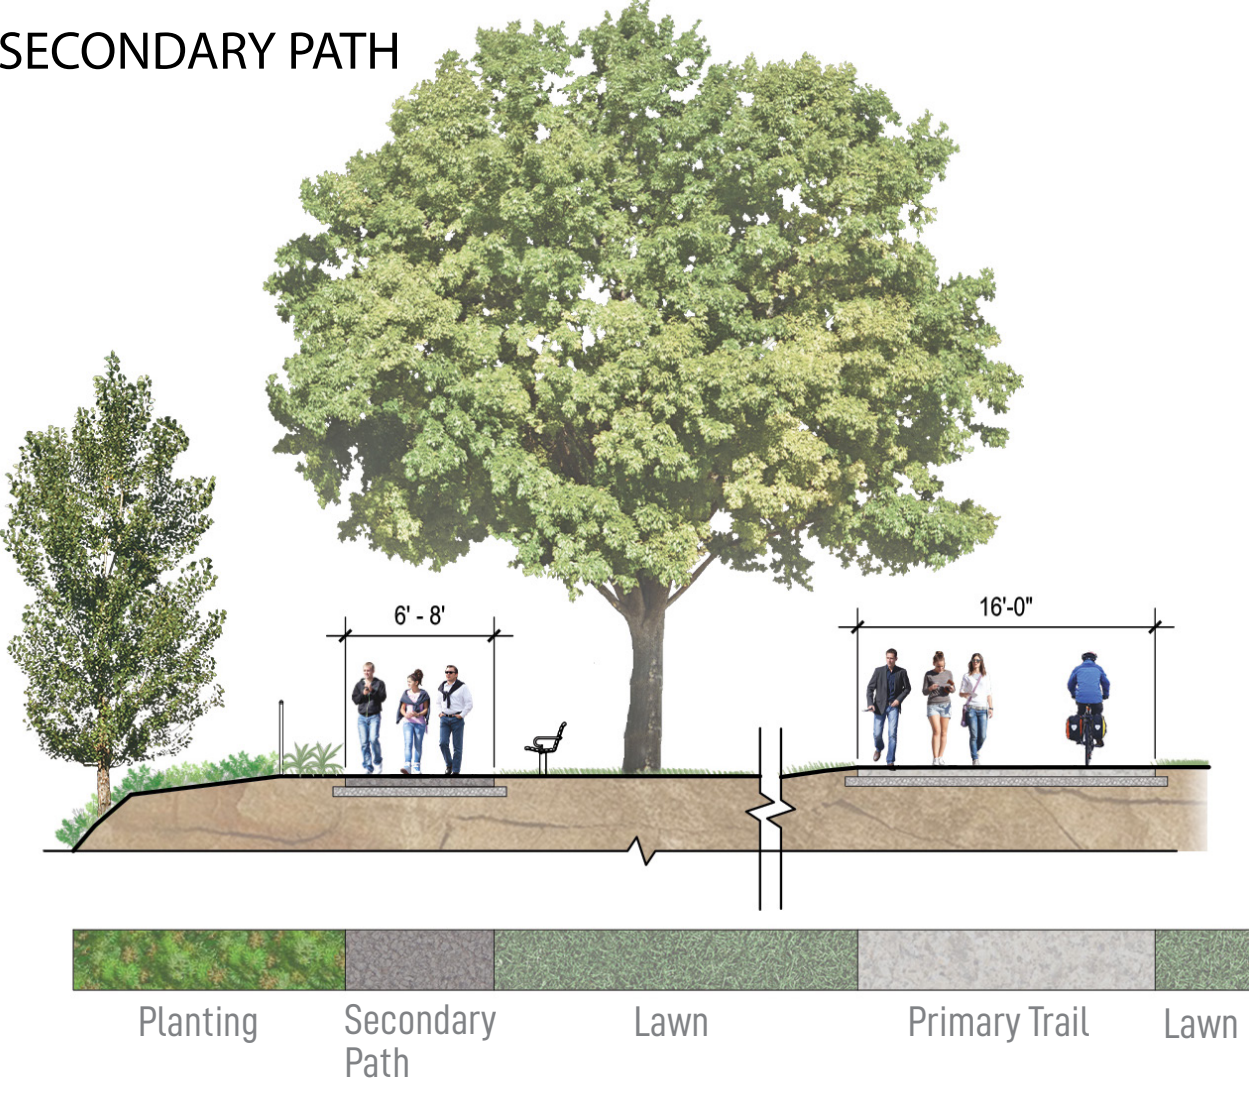 SECONDARY PATH
6' - 8'
16'-0"
Planting
Secondary
Path
Lawn
Primary Trail
Lawn